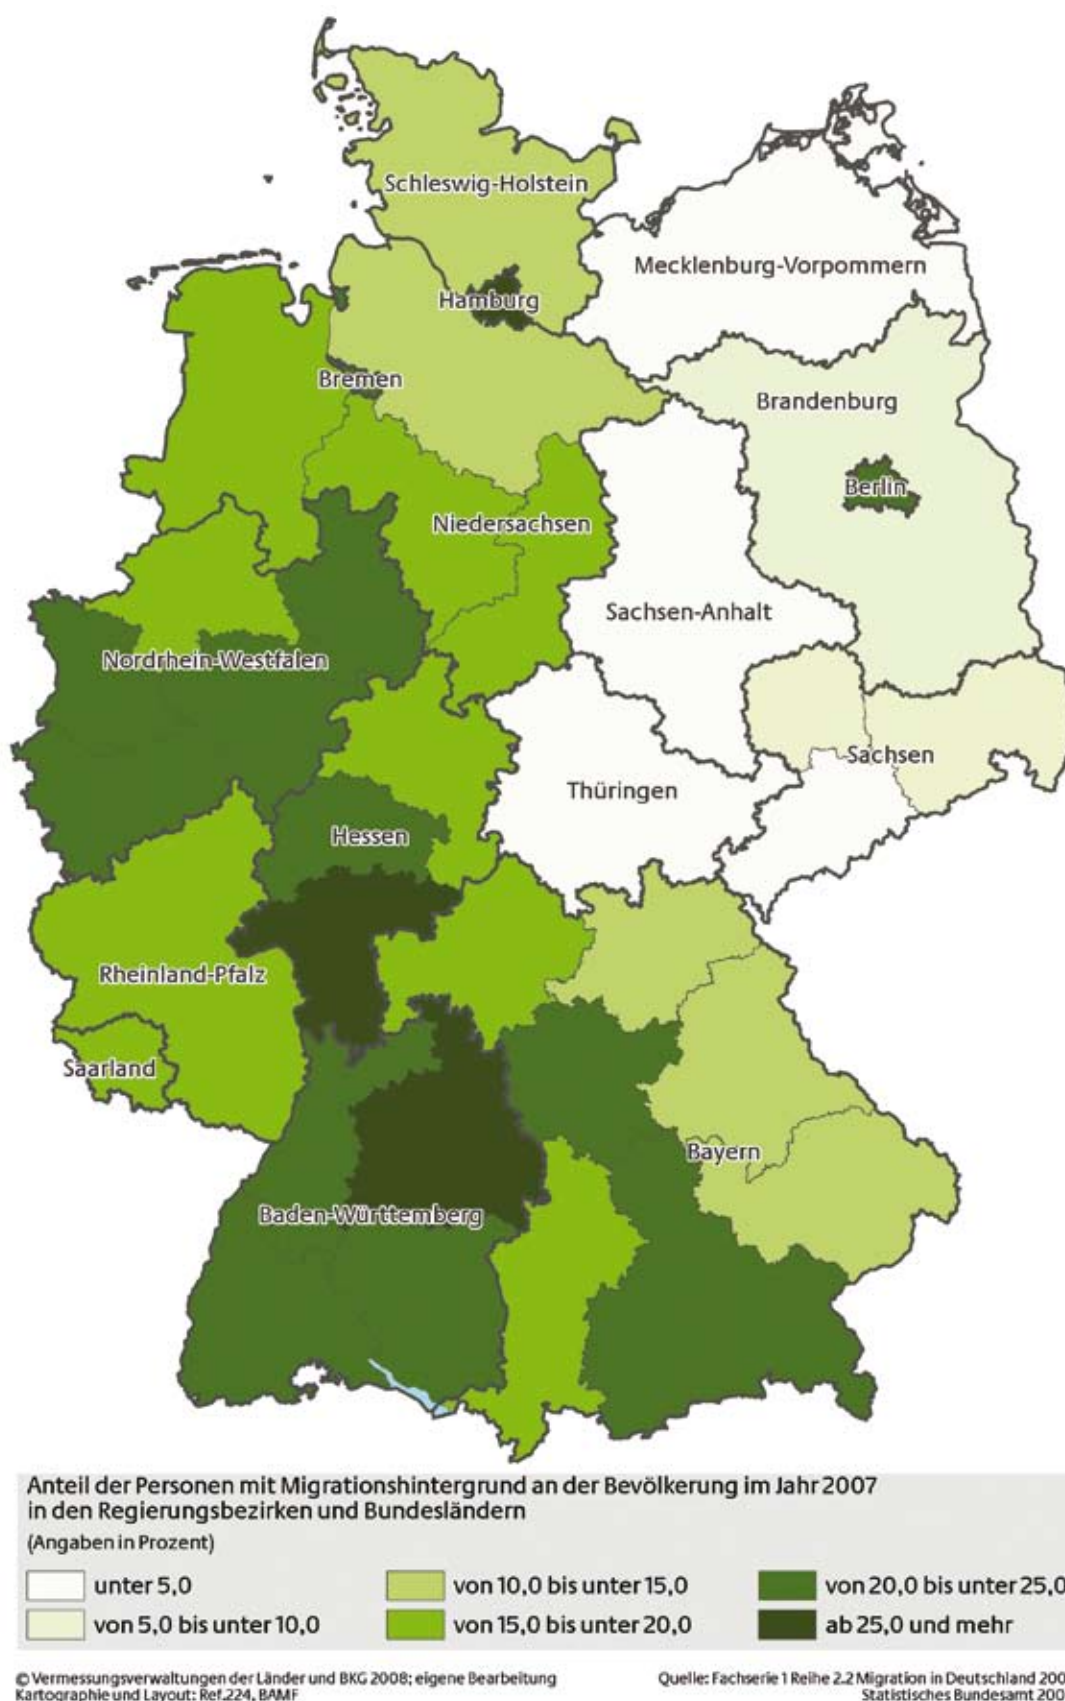 Schleswig-Holstein
Mecklenburg-Vorpommern
Hamburg
Bremen
Brandenburg
Berlin
Niedersachsen
Sachsen-Anhalt
Nordrhein-Westfalen
Sachsen
Thüringen
Hessen
Rheinland-Pfalz
Saarland
Bayern
Baden-Württemberg
Anteil der Personen mit Migrationshintergrund an der Bevölkerung im Jahr 2007
in den Regierungsbezirken und Bundesländern
(Angaben in Prozent)
unter 5,0
von 10,0 bis unter 15,0
von 20,0 bis unter 25,0
von 5,0 bis unter 10,0
von 15,0 bis unter 20,0
ab 25,0 und mehr
© Vermessungsverwaltungen der Länder und BKG 2008; eigene Bearbeitung
Quelle: Fachserie 1 Reihe 2.2 Migration in Deutschland 200
Kartographie und Layout: Ref.224, BAMF
Statistisches Bundesamt 200